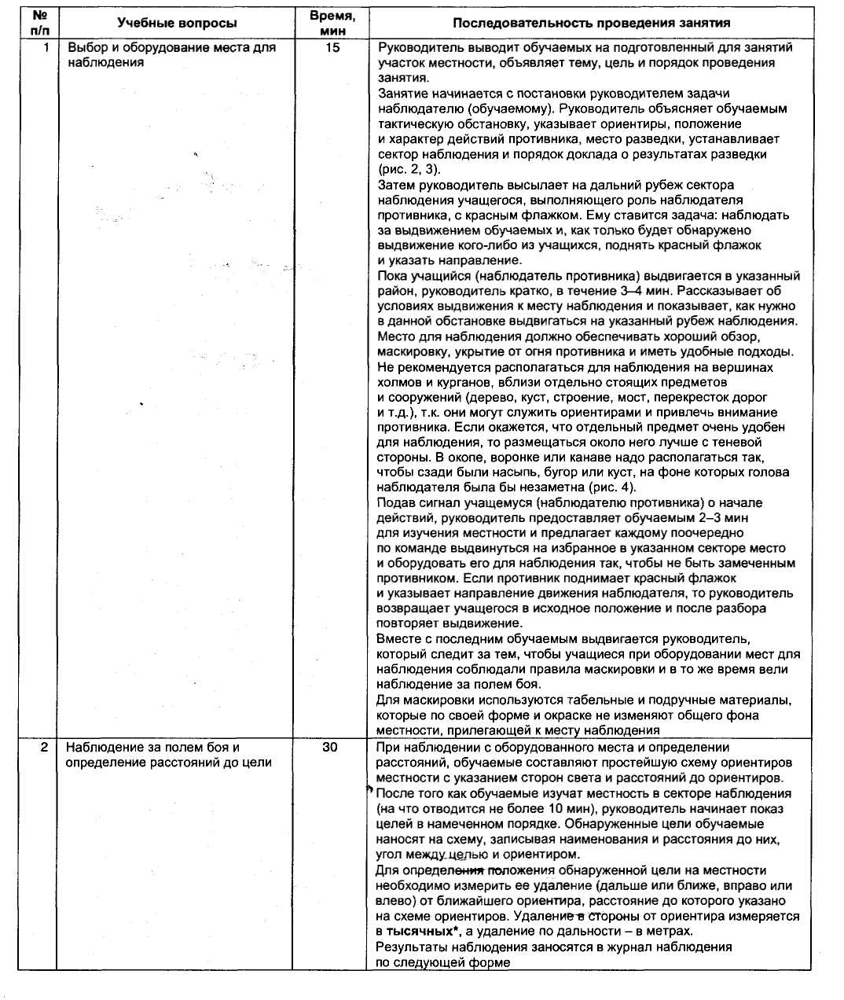 № п/п
Учебные вопросы
Время, мин
Последовательность проведения занятия
1
Выбор и оборудование места для
наблюдения
15
Руководитель выводит обучаемых на подготовленный для занятий
участок местности, объявляет тему, цель и порядок проведения
занятия.
Занятие начинается с постановки руководителем задачи
наблюдателю (обучаемому). Руководитель объясняет обучаемым
тактическую обстановку, указывает ориентиры, положение
и характер действий противника, место разведки, устанавливает
сектор наблюдения и порядок доклада о результатах разведки
(рис. 2, 3).
Затем руководитель высылает на дальний рубеж сектора
наблюдения учащегося, выполняющего роль наблюдателя
противника, с красным флажком. Ему ставится задача: наблюдать
за выдвижением обучаемых и, как только будет обнаружено
выдвижение кого-либо из учащихся, поднять красный флажок
и указать направление.
Пока учащийся (наблюдатель противника) выдвигается в указанный
район, руководитель кратко, в течение 3–4 мин. Рассказывает об
условиях выдвижения к месту наблюдения и показывает, как нужно
в данной обстановке выдвигаться на указанный рубеж наблюдения.
Место для наблюдения должно обеспечивать хороший обзор,
маскировку, укрытие от огня противника и иметь удобные подходы.
Не рекомендуется располагаться для наблюдения на вершинах
холмов и курганов, вблизи отдельно стоящих предметов
и сооружений (дерево, куст, строение, мост, перекресток дорог
и т.д.), т.к. они могут служить ориентирами и привлечь внимание
противника. Если окажется, что отдельный предмет очень удобен
для наблюдения, то размещаться около него лучше с теневой
стороны. В окопе, воронке или канаве надо располагаться так,
чтобы сзади были насыпь, бугор или куст, на фоне которых голова
наблюдателя была бы незаметна (рис. 4).
Подав сигнал учащемуся (наблюдателю противника) о начале
действий, руководитель предоставляет обучаемым 2–3 мин
для изучения местности и предлагает каждому поочередно
по команде выдвинуться на избранное в указанном секторе место
и оборудовать его для наблюдения так, чтобы не быть замеченным
противником. Если противник поднимает красный флажок
и указывает направление движения наблюдателя, то руководитель
возвращает учащегося в исходное положение и после разбора
повторяет выдвижение.
Вместе с последним обучаемым выдвигается руководитель,
который следит за тем, чтобы учащиеся при оборудовании мест для
наблюдения соблюдали правила маскировки и в то же время вели
наблюдение за полем боя.
Для маскировки используются табельные и подручные материалы,
которые по своей форме и окраске не изменяют общего фона
местности, прилегающей к месту наблюдения
2
Наблюдение за полем боя и
определение расстояний до цели
30
При наблюдении с оборудованного места и определении
расстояний, обучаемые составляют простейшую схему ориентиров
местности с указанием сторон света и расстояний до ориентиров.
После того как обучаемые изучат местность в секторе наблюдения
(на что отводится не более 10 мин), руководитель начинает показ
целей в намеченном порядке. Обнаруженные цели обучаемые
наносят на схему, записывая наименования и расстояния до них,
угол между целью и ориентиром.
Для определения положения обнаруженной цели на местности
необходимо измерить ее удаление (дальше или ближе, вправо или
влево) от ближайшего ориентира, расстояние до которого указано
на схеме ориентиров. Удаление в стороны от ориентира измеряется
в тысячных*, а удаление по дальности – в метрах.
Результаты наблюдения заносятся в журнал наблюдения
по следующей форме